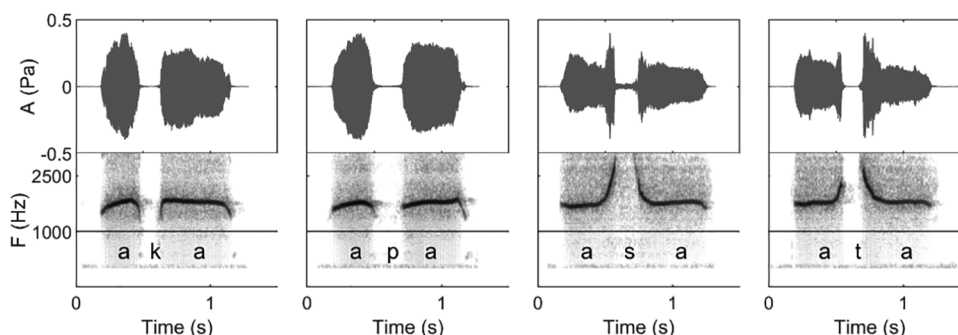 0.5
A (Pa)
0
-0.5
2500
F (Hz)
1000
a k a
a p a
a s a
a t a
0 1 0 1 0 1 0 1
Time (s) Time (s) Time (s) Time (s)